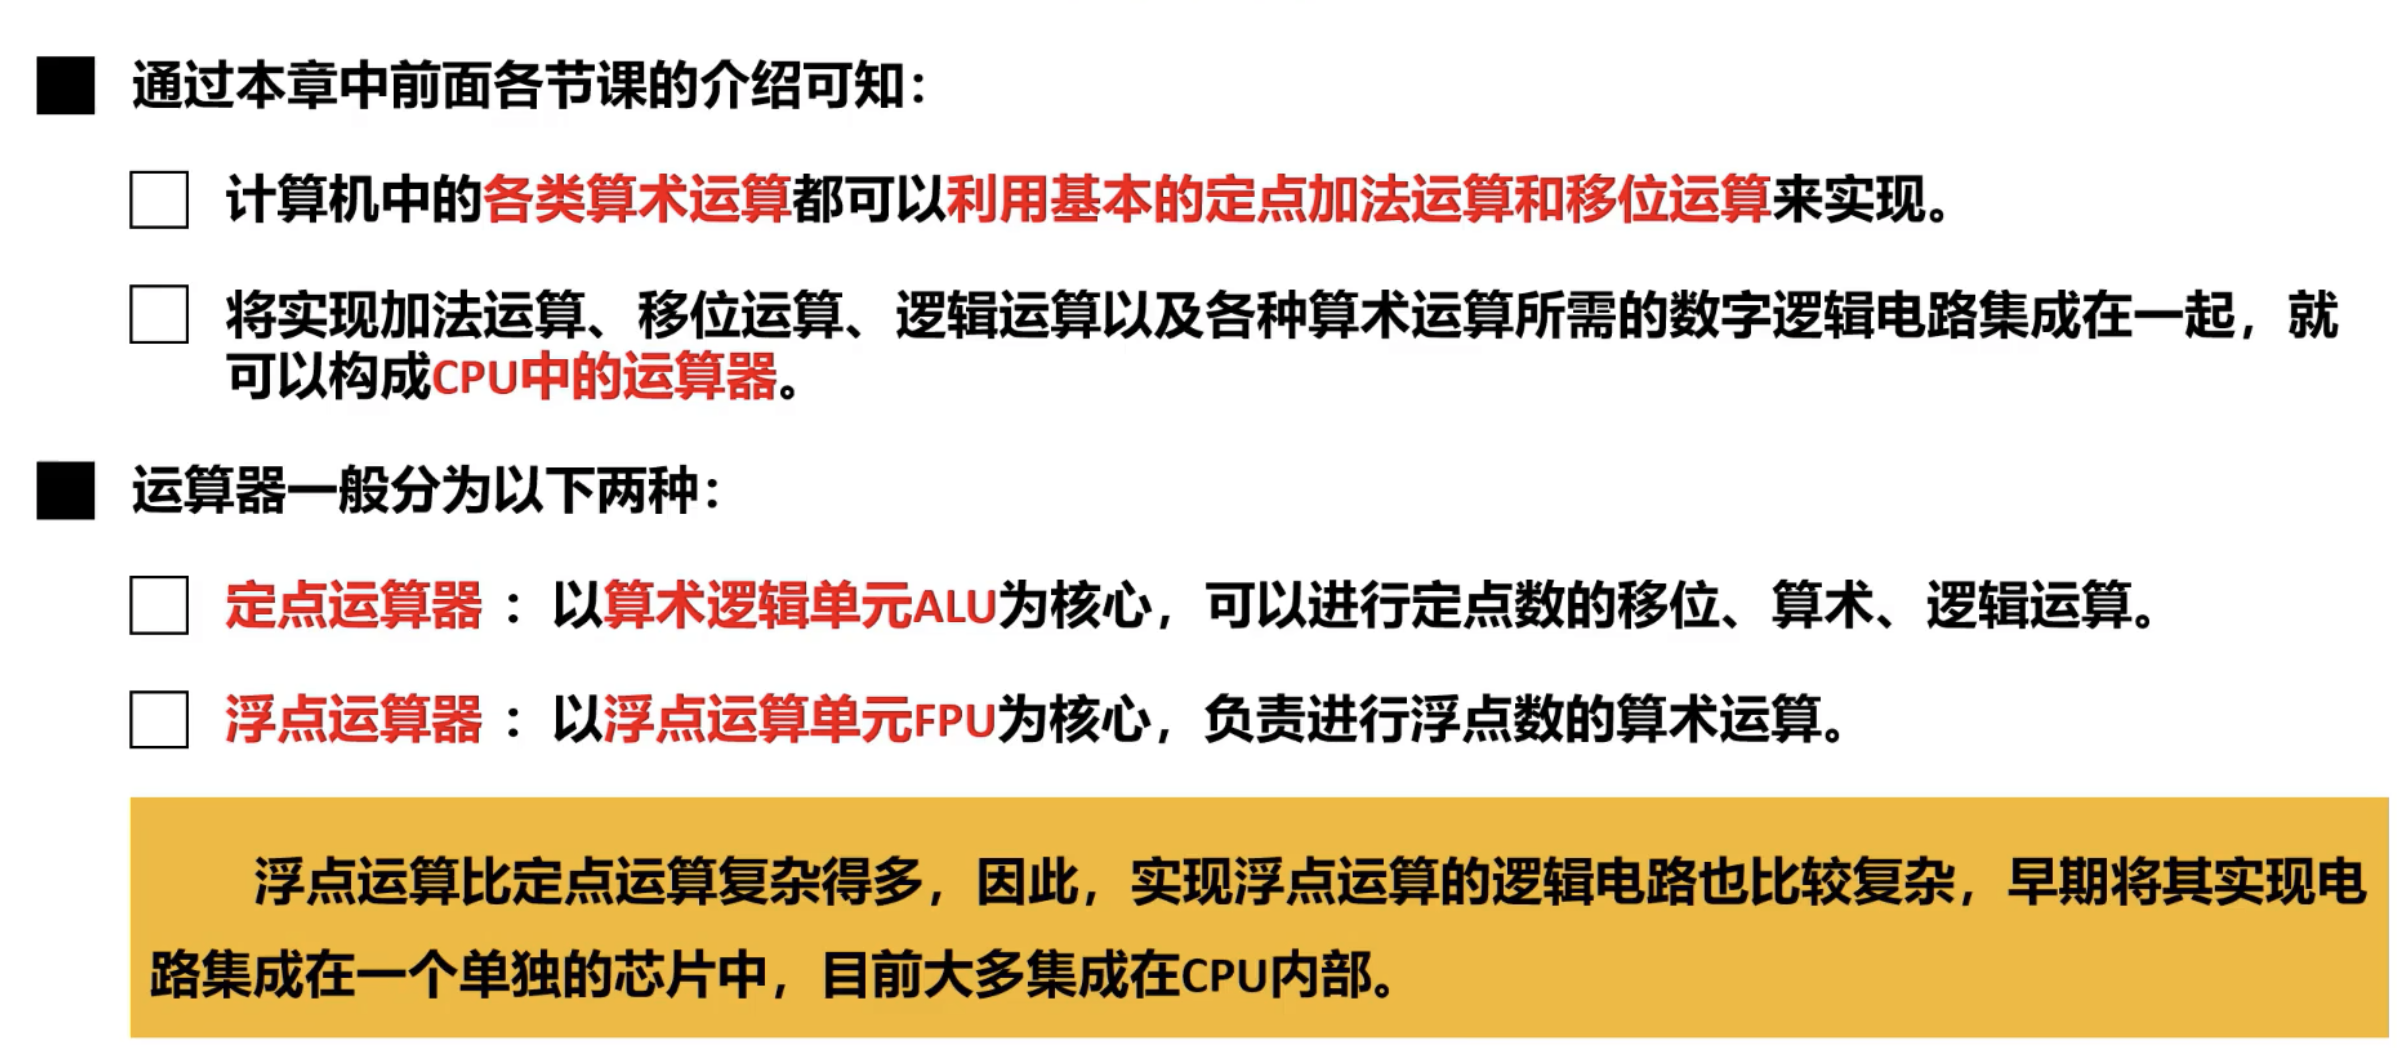 通过本章中前面各节课的介绍可知：
计算机中的各类算术运算都可以利用基本的定点加法运算和移位运算来实现。
将实现加法运算、移位运算、逻辑运算以及各种算术运算所需的数字逻辑电路集成在一起，就
可以构成CPU中的运算器。
运算器一般分为以下两种：
定点运算器 ：以算术逻辑单元ALU为核心，可以进行定点数的移位、算术、逻辑运算。
浮点运算器 ：以浮点运算单元FPU为核心，负责进行浮点数的算术运算。
浮点运算比定点运算复杂得多，因此，实现浮点运算的逻辑电路也比较复杂，早期将其实现电
路集成在一个单独的芯片中，目前大多集成在CPU内部。